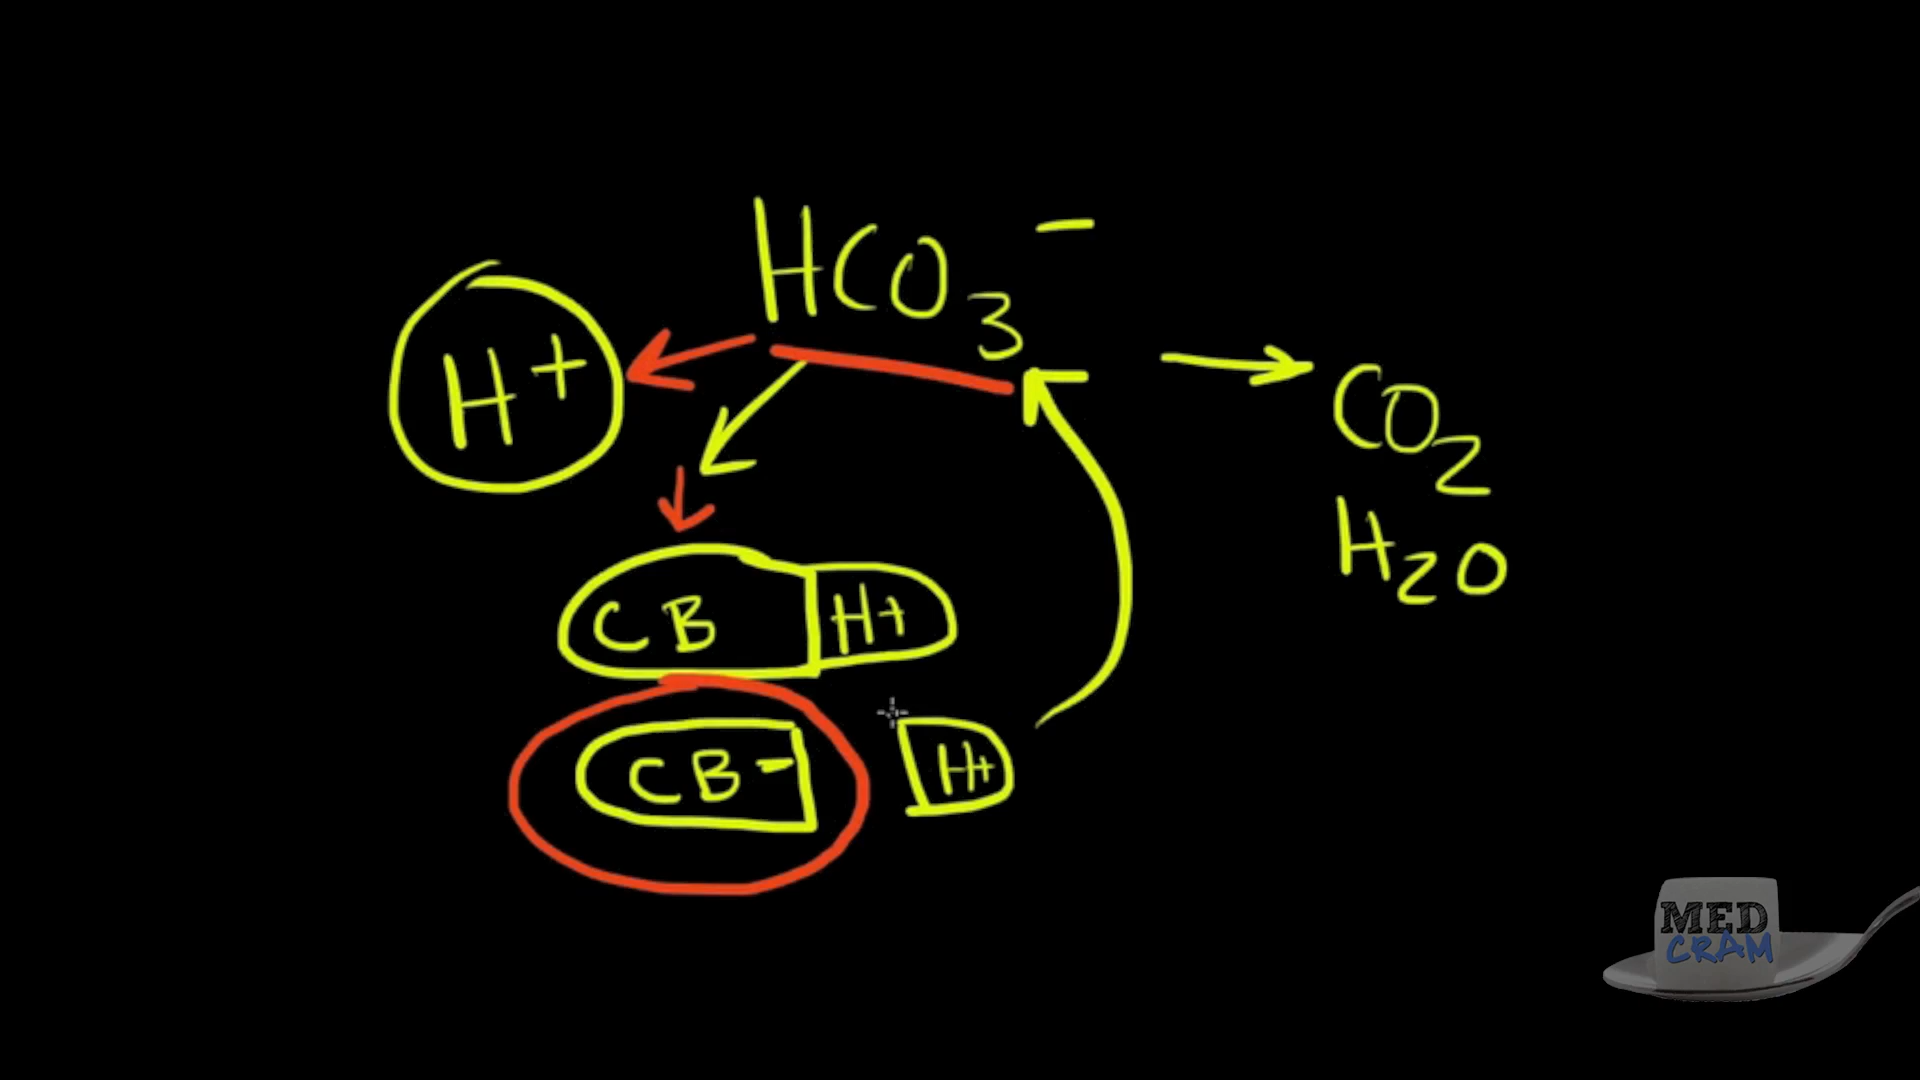 HCO3-
H+
CO2
H2O
CB H+
CB- H+
MED
CRAM